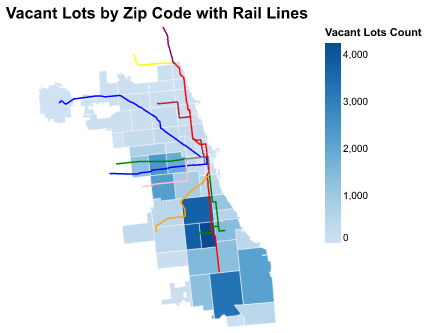 Vacant Lots by Zip Code with Rail Lines
Vacant Lots Count
4,000
3,000
2,000
1,000
0